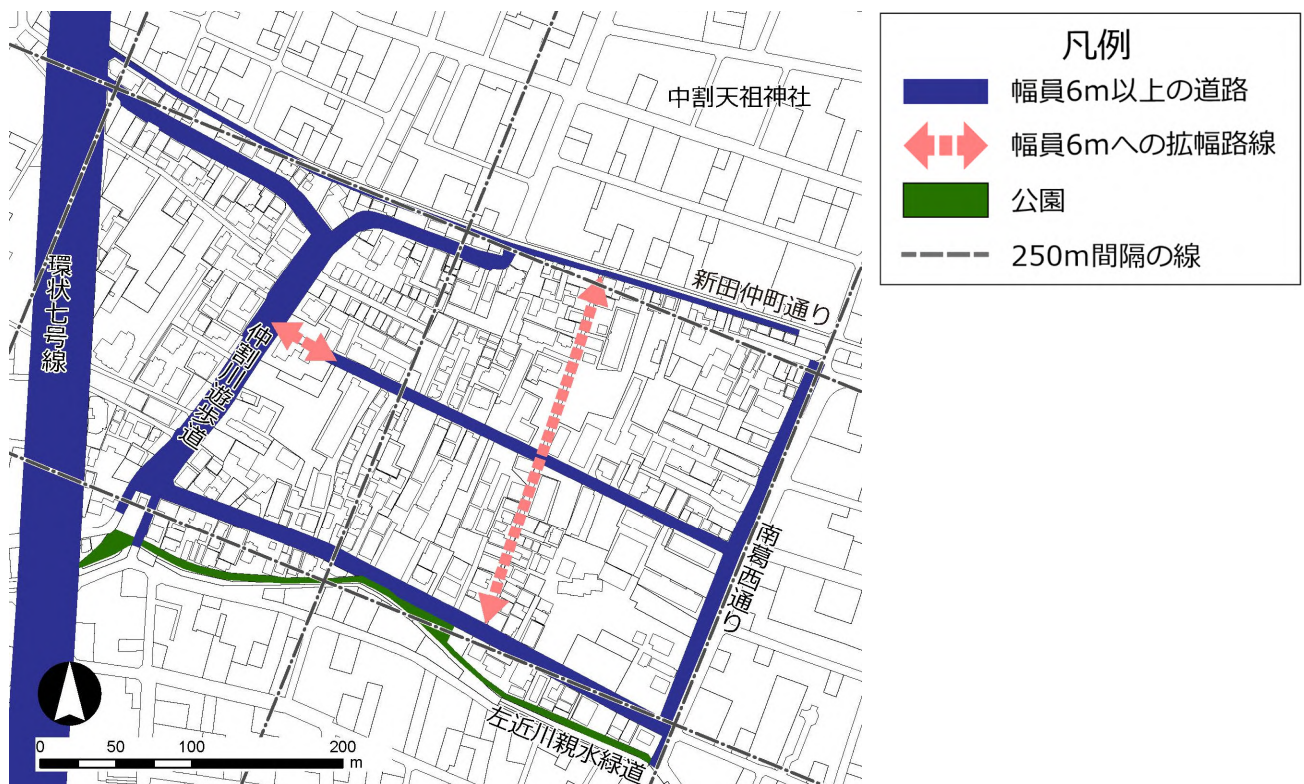 中割天祖神社
新田仲町通り
環状七号線
仲割川遊歩道
南葛西通り
左近川親水緑道
0 50 100 200
m
凡例
幅員6m以上の道路
幅員6mへの拡幅路線
公園
250m間隔の線